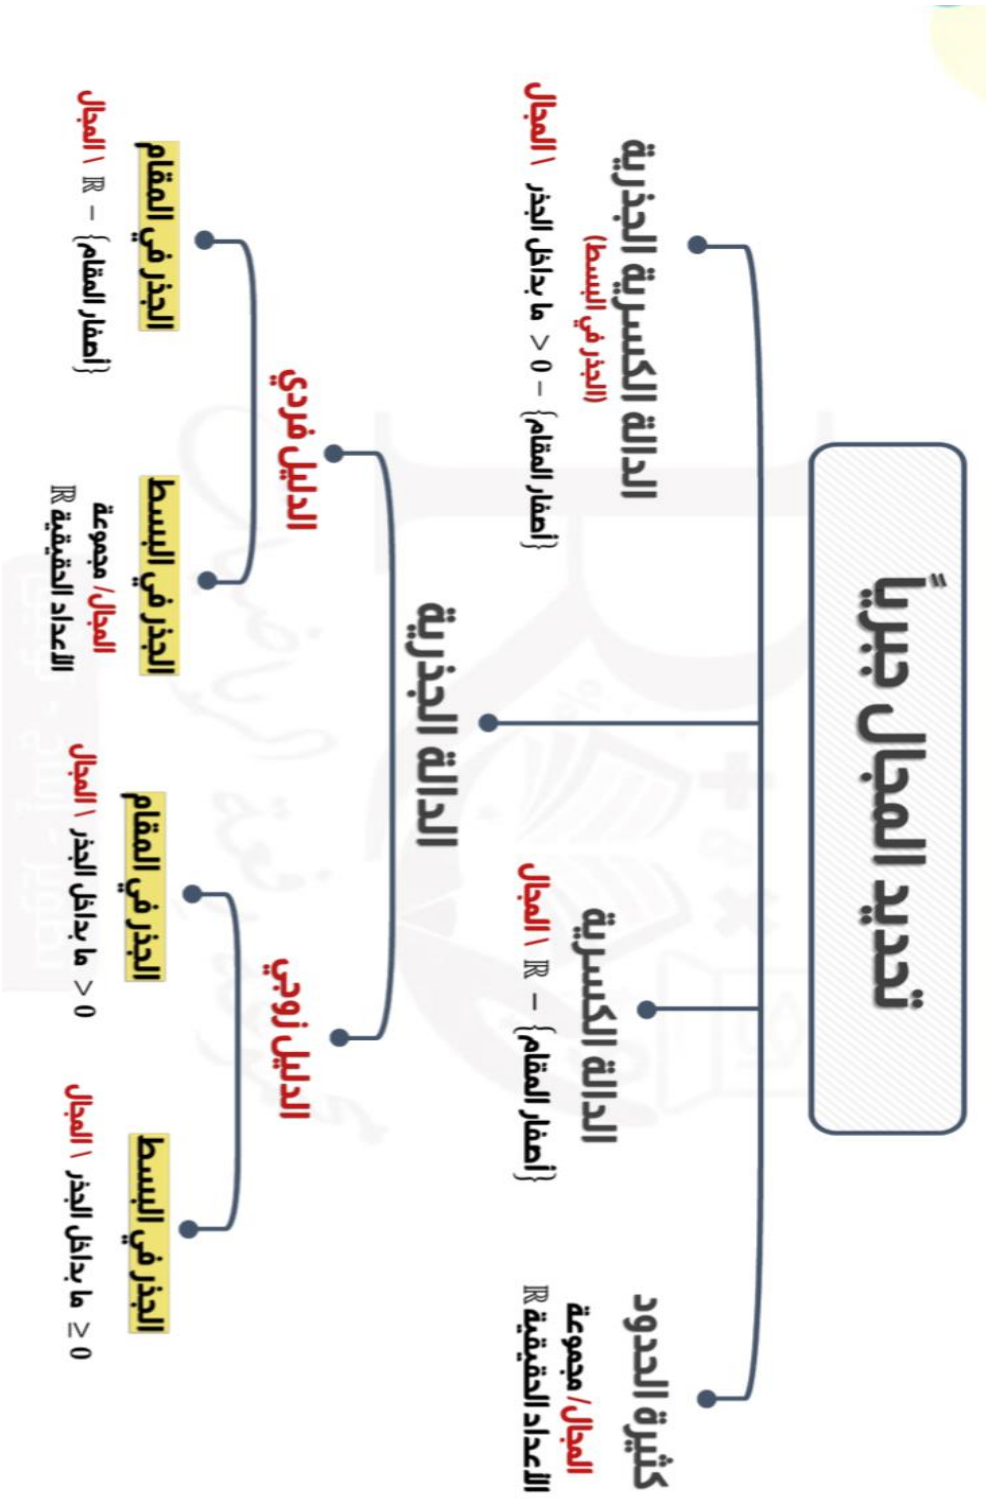 تحديد المجال جبرياً
كثيرة الحدود
المجال/ مجموعة
الأعداد الحقيقية ℝ
الدالة الكسرية
المجال \ ℝ − {أصفار المقام}
الدالة الجذرية
الدالة الكسرية الجذرية
(الجذر في البسط)
المجال \ ما بداخل الجذر > 0 − {أصفار المقام}
الدليل زوجي
الجذر في البسط
المجال \ ما بداخل الجذر ≥ 0
الجذر في المقام
المجال \ ما بداخل الجذر > 0
الدليل فردي
الجذر في البسط
المجال/ مجموعة
الأعداد الحقيقية ℝ
الجذر في المقام
المجال \ ℝ − {أصفار المقام}